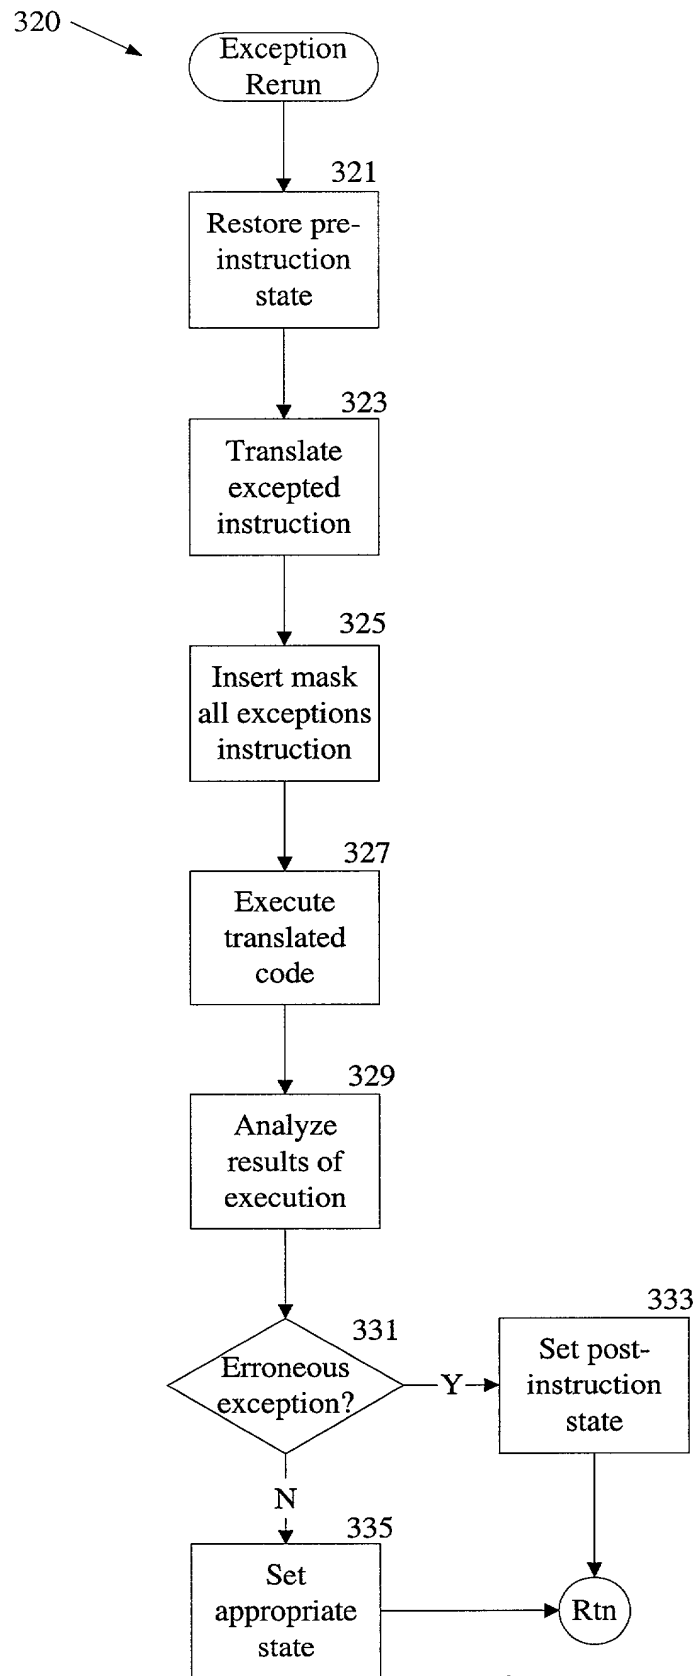 320
Exception
Rerun
321
Restore pre-
instruction
state
323
Translate
excepted
instruction
325
Insert mask
all exceptions
instruction
327
Execute
translated
code
329
Analyze
results of
execution
331
Erroneous
exception?
Y
333
Set post-
instruction
state
N
335
Set
appropriate
state
Rtn